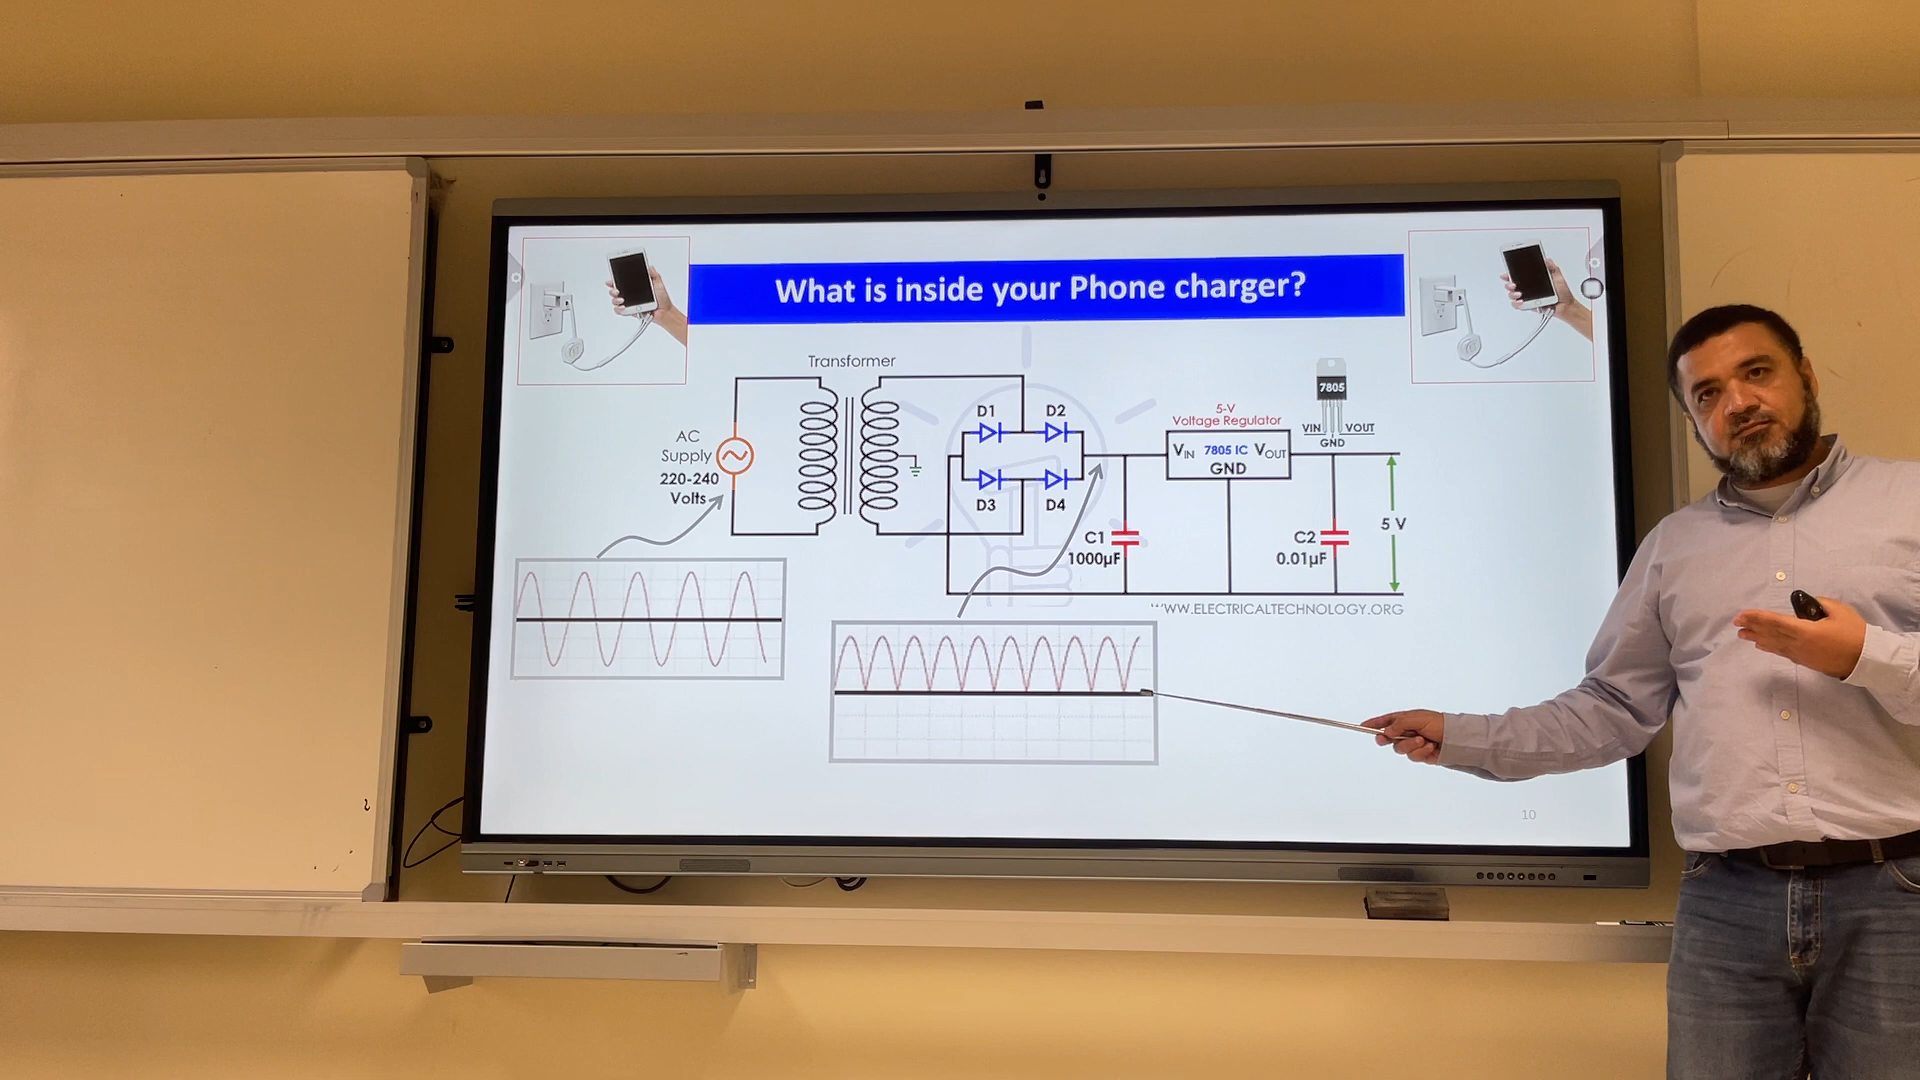 What is inside your Phone charger?
Transformer
7805
5-V
Voltage Regulator
VIN
VOUT
GND
D1
D2
AC
Supply
220-240
Volts
VIN 7805 IC VOUT
GND
D3
D4
C1
1000µF
C2
0.01µF
5 V
WWW.ELECTRICALTECHNOLOGY.ORG
10